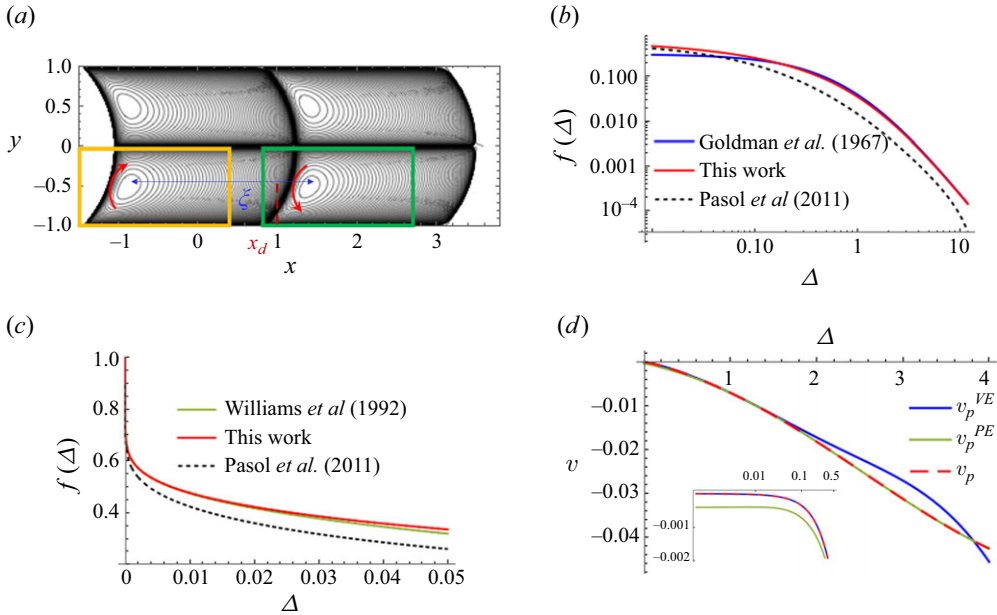 (a)
1.0
0.5
y
0
−0.5
−1.0
ξ
x_d
−1
0
1
2
3
x
(b)
0.100
0.010
0.001
10⁻⁴
f (Δ)
Goldman et al. (1967)
This work
Pasol et al (2011)
0.10
1
10
Δ
(c)
1.0
0.8
0.6
0.4
f (Δ)
Williams et al (1992)
This work
Pasol et al. (2011)
0
0.01
0.02
0.03
0.04
0.05
Δ
(d)
Δ
1
2
3
4
−0.01
−0.02
−0.03
−0.04
v
v_p^VE
v_p^PE
v_p
0.01
0.1
0.5
−0.001
−0.002